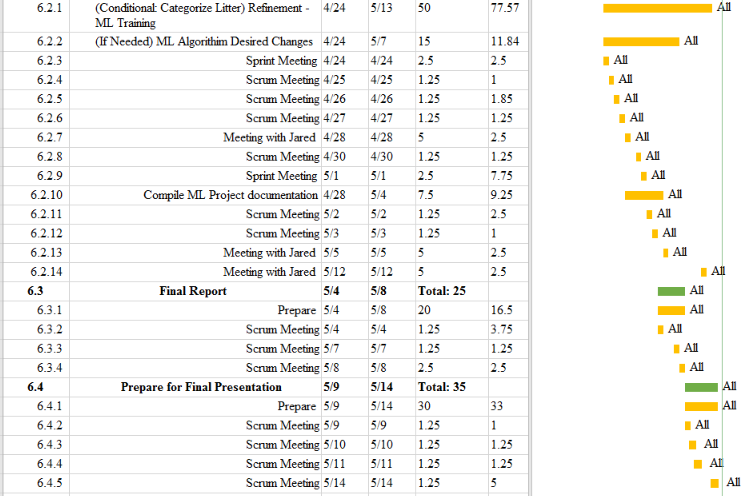 6.2.1 (Conditional: Categorize Litter) Refinement - 4/24 5/13 50 77.57 All
ML Training
6.2.2 (If Needed) ML Algorithim Desired Changes 4/24 5/7 15 11.84 All
6.2.3 Sprint Meeting 4/24 4/24 2.5 2.5 All
6.2.4 Scrum Meeting 4/25 4/25 1.25 1 All
6.2.5 Scrum Meeting 4/26 4/26 1.25 1.85 All
6.2.6 Scrum Meeting 4/27 4/27 1.25 1.25 All
6.2.7 Meeting with Jared 4/28 4/28 5 2.5 All
6.2.8 Scrum Meeting 4/30 4/30 1.25 1.25 All
6.2.9 Sprint Meeting 5/1 5/1 2.5 7.75 All
6.2.10 Compile ML Project documentation 4/28 5/4 7.5 9.25 All
6.2.11 Scrum Meeting 5/2 5/2 1.25 2.5 All
6.2.12 Scrum Meeting 5/3 5/3 1.25 1 All
6.2.13 Meeting with Jared 5/5 5/5 5 2.5 All
6.2.14 Meeting with Jared 5/12 5/12 5 2.5 All
6.3 Final Report 5/4 5/8 Total: 25 All
6.3.1 Prepare 5/4 5/8 20 16.5 All
6.3.2 Scrum Meeting 5/4 5/4 1.25 3.75 All
6.3.3 Scrum Meeting 5/7 5/7 1.25 1.25 All
6.3.4 Scrum Meeting 5/8 5/8 2.5 2.5 All
6.4 Prepare for Final Presentation 5/9 5/14 Total: 35 All
6.4.1 Prepare 5/9 5/14 30 33 All
6.4.2 Scrum Meeting 5/9 5/9 1.25 1 All
6.4.3 Scrum Meeting 5/10 5/10 1.25 1.25 All
6.4.4 Scrum Meeting 5/11 5/11 1.25 1.25 All
6.4.5 Scrum Meeting 5/14 5/14 1.25 5 All